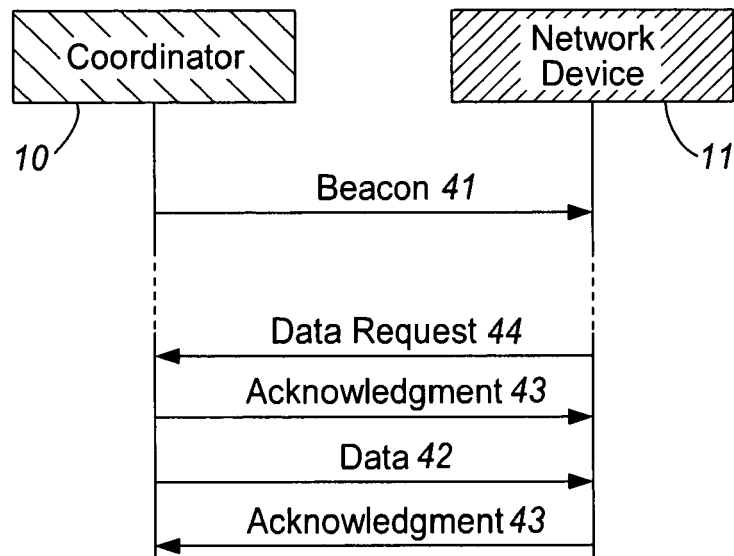 Coordinator
Network
Device
10
11
Beacon 41
Data Request 44
Acknowledgment 43
Data 42
Acknowledgment 43